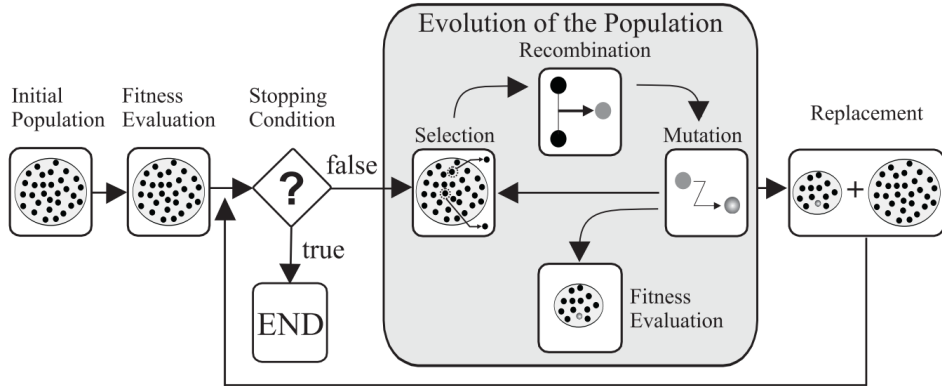 Evolution of the Population
Recombination
Initial
Population
Fitness
Evaluation
Stopping
Condition
Selection
Mutation
Replacement
?
false
+
true
END
Fitness
Evaluation